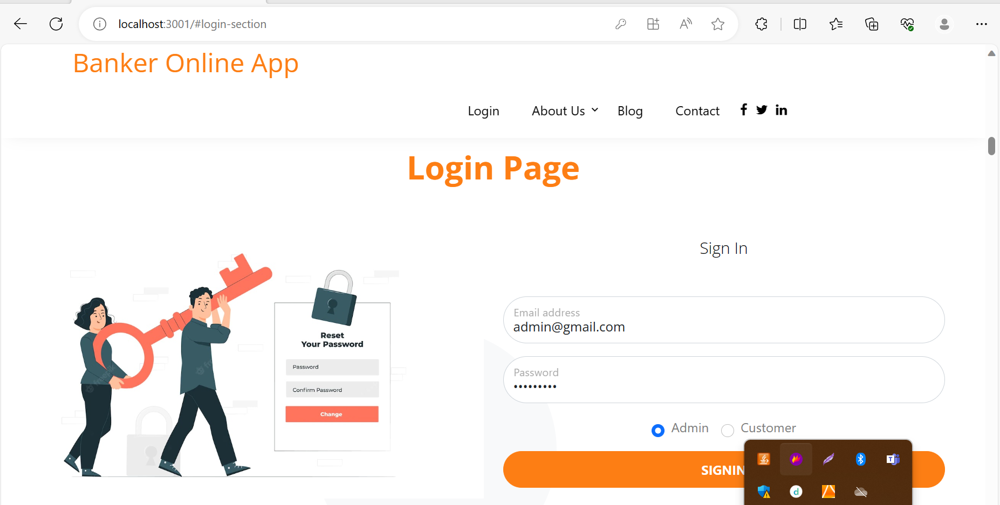 localhost:3001/#login-section
Banker Online App
Login About Us Blog Contact
Login Page
Sign In
Email address
admin@gmail.com
Password
•••••••••
Admin Customer
SIGNIN
Reset
Your Password
Password
Confirm Password
Change